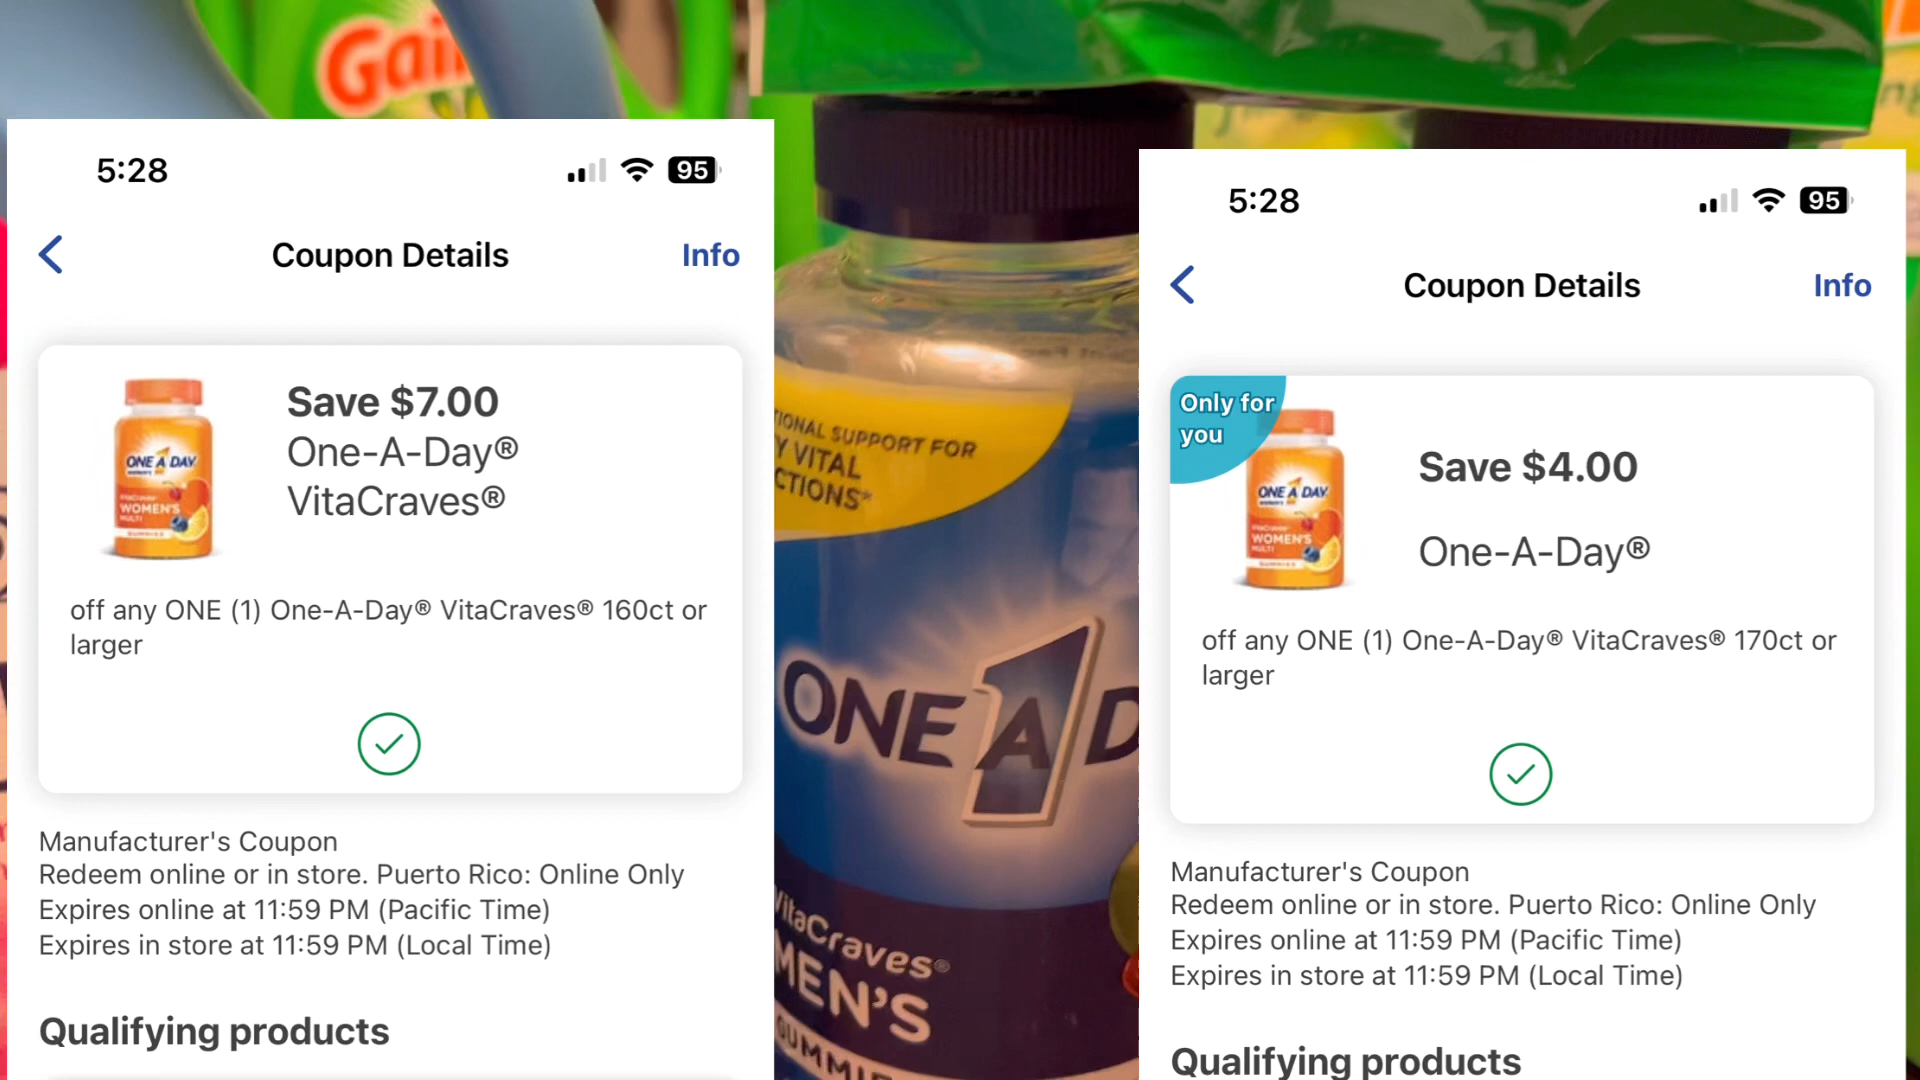 Gain
5:28
95
Coupon Details
Info
Save $7.00
One-A-Day®
VitaCraves®
ONE A DAY
WOMEN'S
MULTI
GUMMIES
off any ONE (1) One-A-Day® VitaCraves® 160ct or
larger
Manufacturer's Coupon
Redeem online or in store. Puerto Rico: Online Only
Expires online at 11:59 PM (Pacific Time)
Expires in store at 11:59 PM (Local Time)
Qualifying products
SUPPORT FOR
VITAL
ONE A D
VitaCraves®
5:28
95
Coupon Details
Info
Only for
you
Save $4.00
One-A-Day®
ONE A DAY
WOMEN'S
MULTI
GUMMIES
off any ONE (1) One-A-Day® VitaCraves® 170ct or
larger
Manufacturer's Coupon
Redeem online or in store. Puerto Rico: Online Only
Expires online at 11:59 PM (Pacific Time)
Expires in store at 11:59 PM (Local Time)
Qualifying products